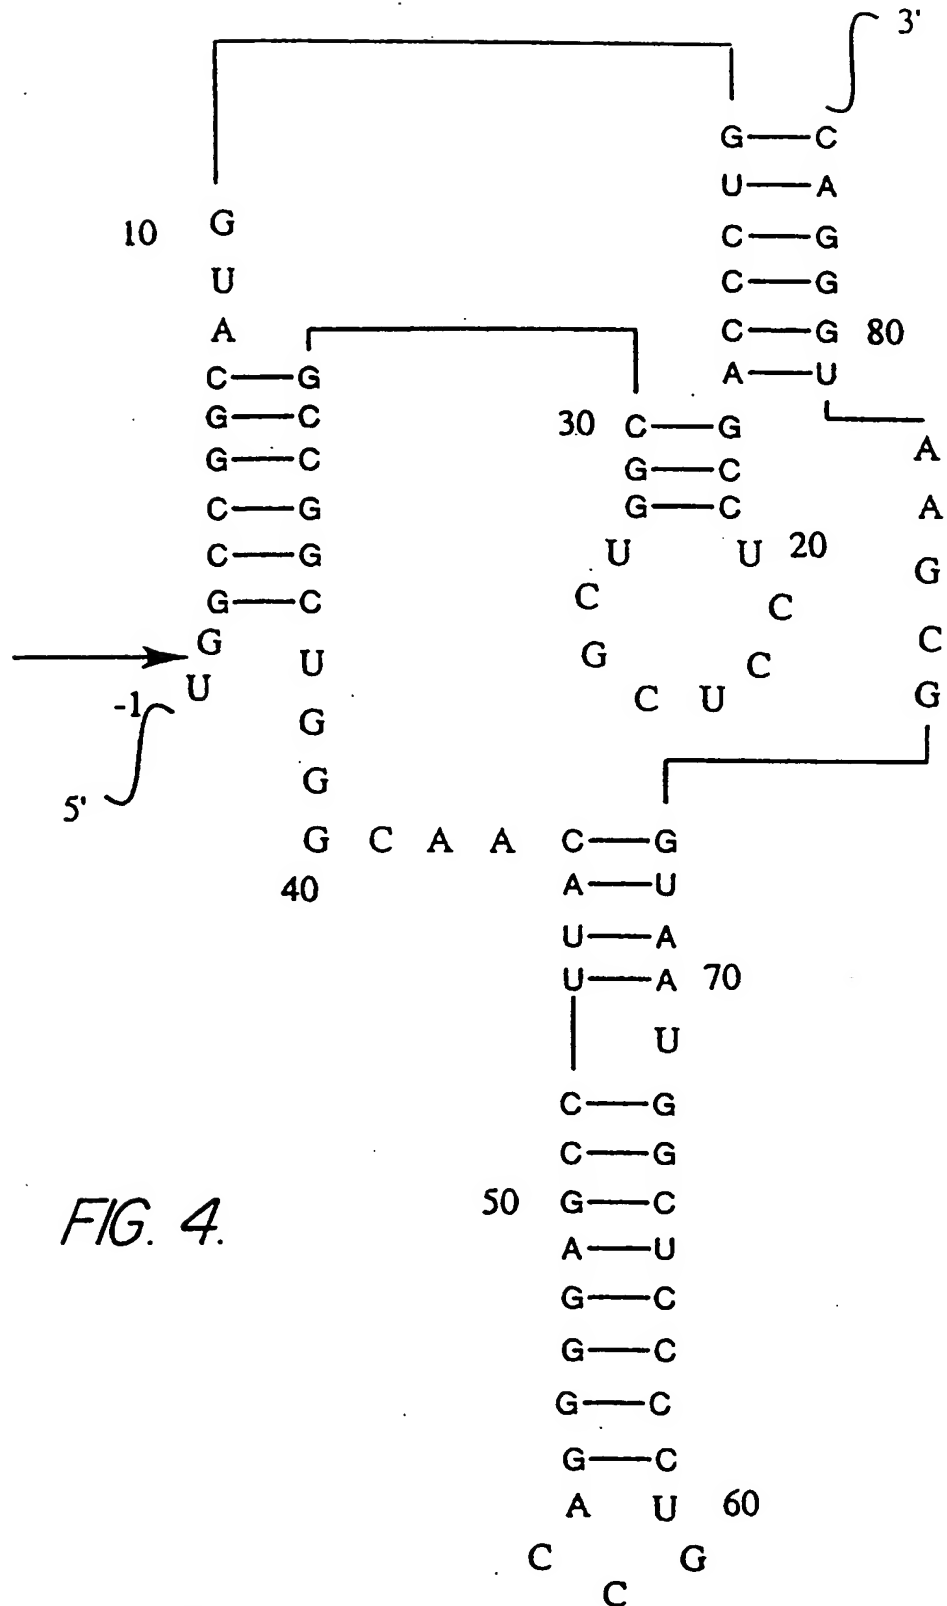 3'
G C
U A
10 G C G
U C G
A C G 80
C G A U
G C 30 C G A
G C G C
C G G C A
C G U U 20 G
G C C C
G U G C C
-1 U C U G
G
5' G
G C A A C G
40 A U
U A
U A 70
U
C G
C G
50 G C
FIG. 4.
A U
G C
G C
G C
G C
A U 60
C G
C